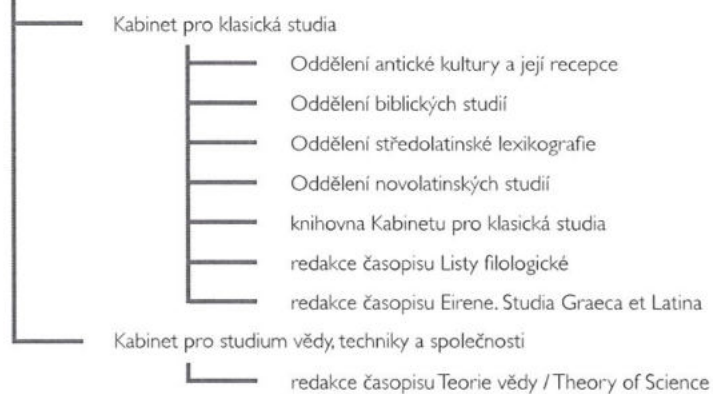 Kabinet pro klasická studia
Oddělení antické kultury a její recepce
Oddělení biblických studií
Oddělení středolatinské lexikografie
Oddělení novolatinských studií
knihovna Kabinetu pro klasická studia
redakce časopisu Listy filologické
redakce časopisu Eirene. Studia Graeca et Latina
Kabinet pro studium vědy, techniky a společnosti
redakce časopisu Teorie vědy / Theory of Science